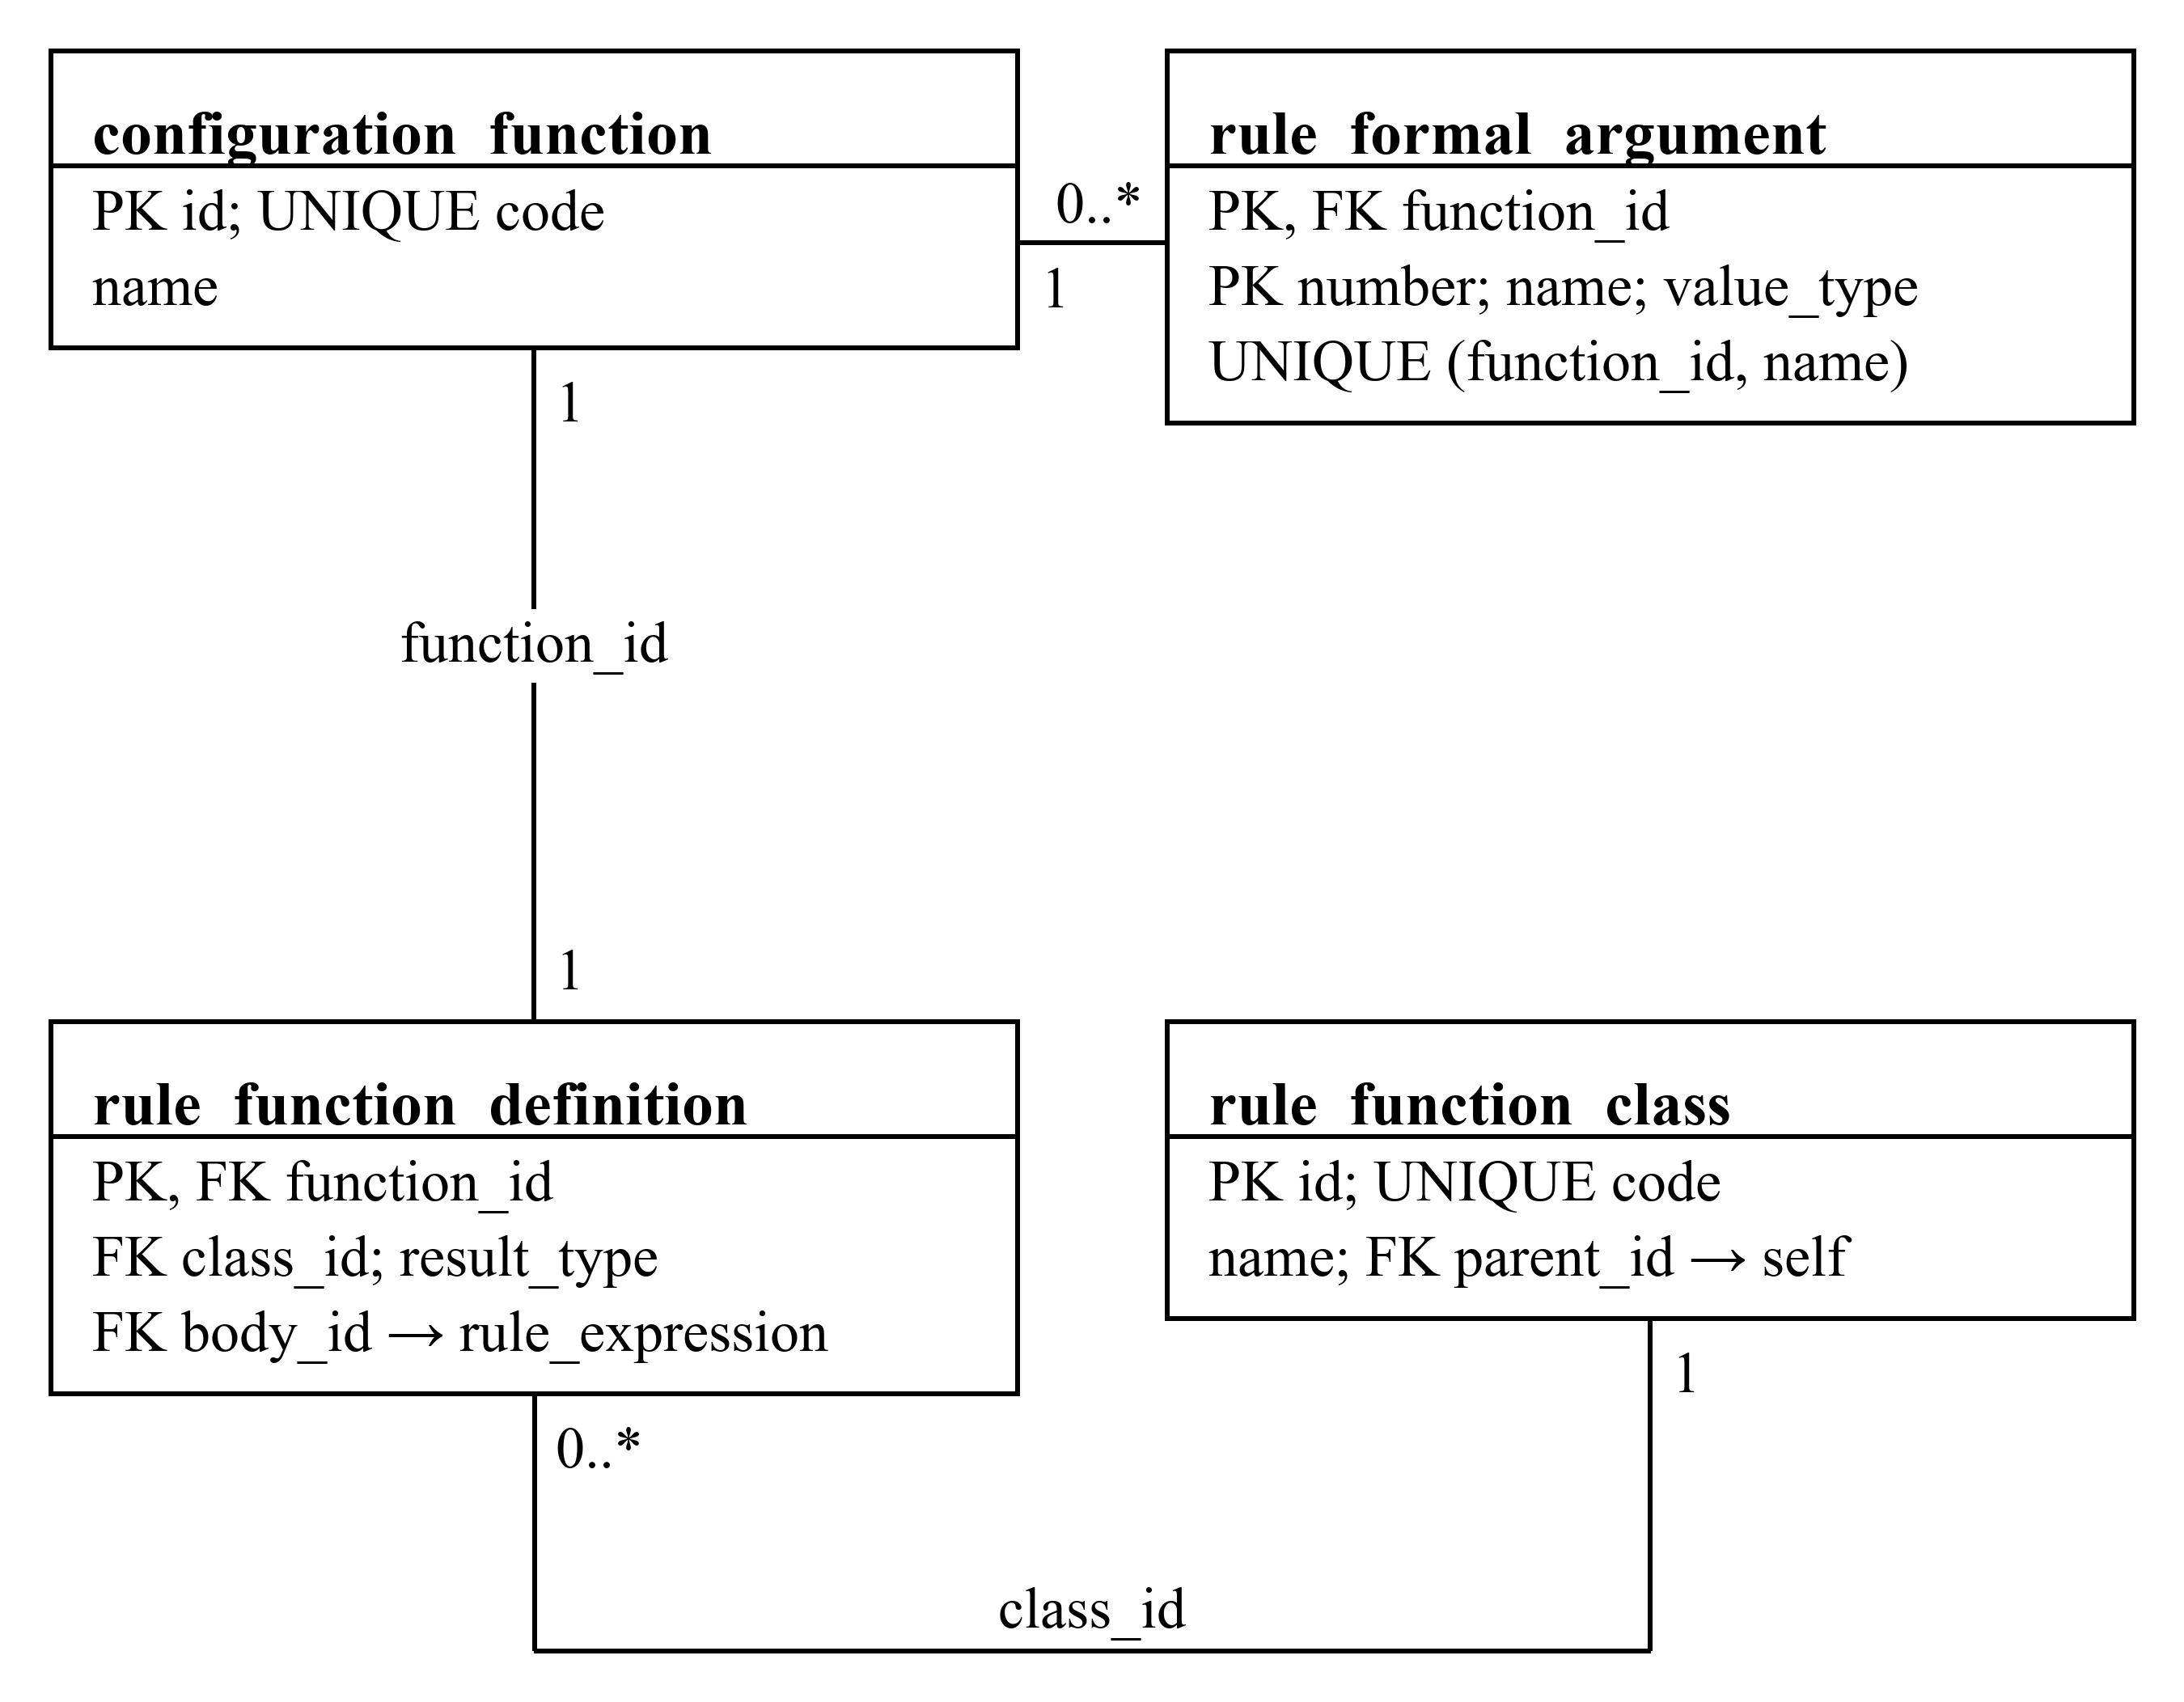 configuration_function
PK id; UNIQUE code
name
0..*
1
rule_formal_argument
PK, FK function_id
PK number; name; value_type
UNIQUE (function_id, name)
1
function_id
1
rule_function_definition
PK, FK function_id
FK class_id; result_type
FK body_id → rule_expression
rule_function_class
PK id; UNIQUE code
name; FK parent_id → self
1
0..*
class_id